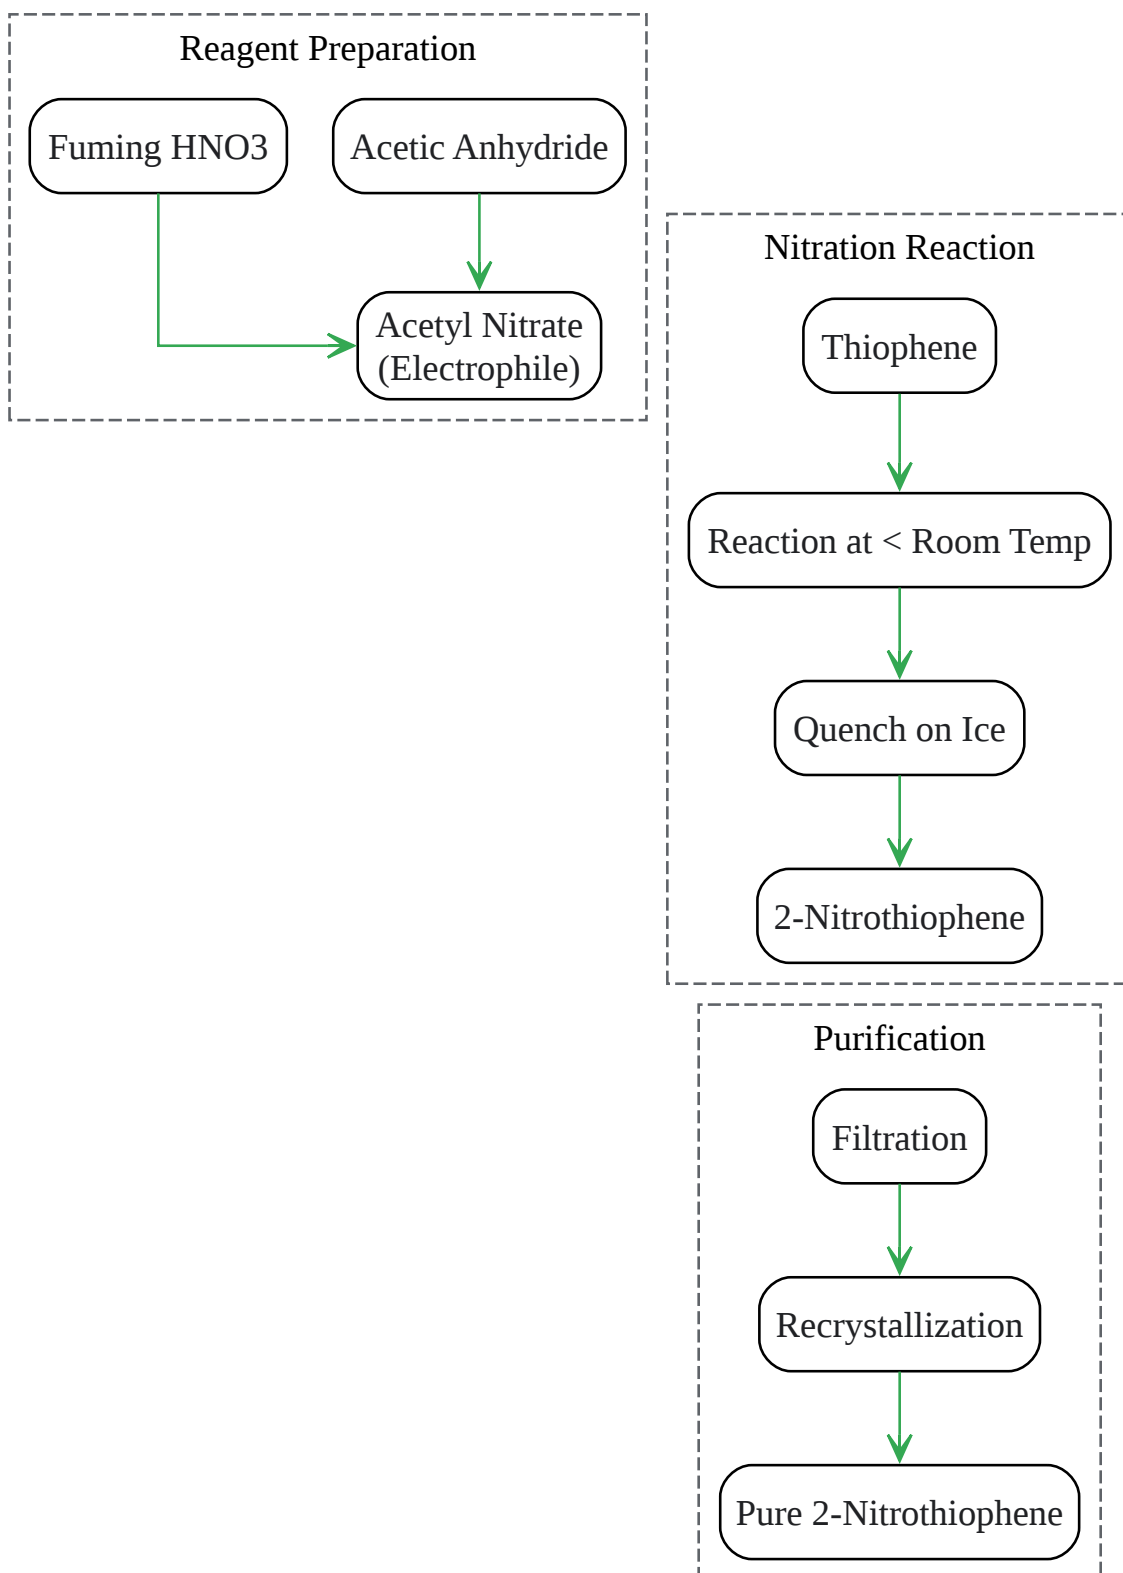 Reagent Preparation
Fuming HNO3
Acetic Anhydride
Acetyl Nitrate
(Electrophile)
Nitration Reaction
Thiophene
Reaction at < Room Temp
Quench on Ice
2-Nitrothiophene
Purification
Filtration
Recrystallization
Pure 2-Nitrothiophene